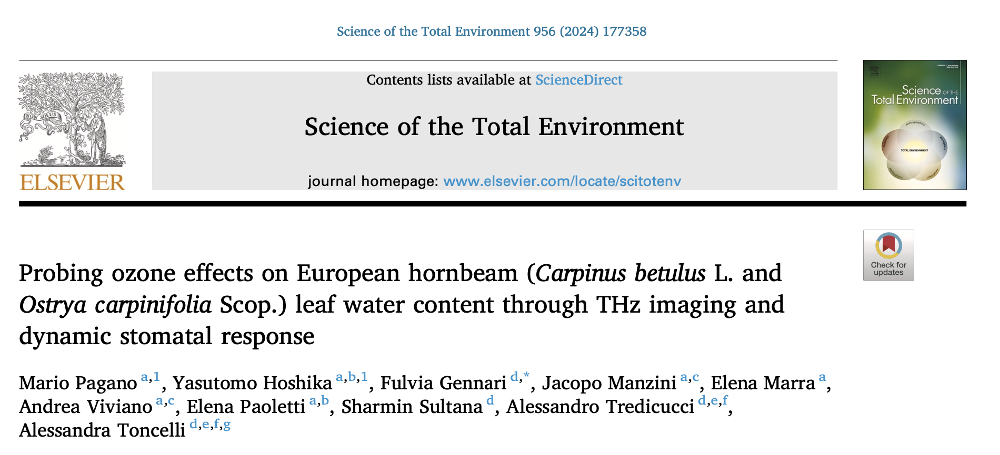 Science of the Total Environment 956 (2024) 177358
Contents lists available at ScienceDirect
Science of the Total Environment
journal homepage: www.elsevier.com/locate/scitotenv
NON SOLUS
ELSEVIER
Science OF THE
Total Environment
TOTAL ENVIRONMENT
Check for
updates
Probing ozone effects on European hornbeam (Carpinus betulus L. and
Ostrya carpinifolia Scop.) leaf water content through THz imaging and
dynamic stomatal response
Mario Pagano a,1, Yasutomo Hoshika a,b,1, Fulvia Gennari d,*, Jacopo Manzini a,c, Elena Marra a,
Andrea Viviano a,c, Elena Paoletti a,b, Sharmin Sultana d, Alessandro Tredicucci d,e,f,
Alessandra Toncelli d,e,f,g